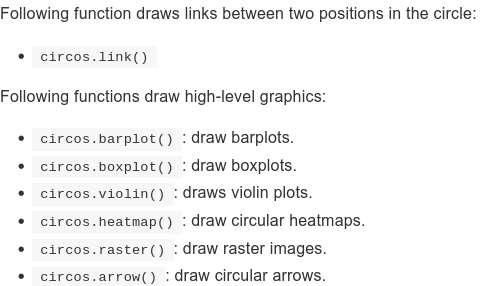 Following function draws links between two positions in the circle:
• circos.link()
Following functions draw high-level graphics:
• circos.barplot() : draw barplots.
• circos.boxplot() : draw boxplots.
• circos.violin() : draws violin plots.
• circos.heatmap() : draw circular heatmaps.
• circos.raster() : draw raster images.
• circos.arrow() : draw circular arrows.